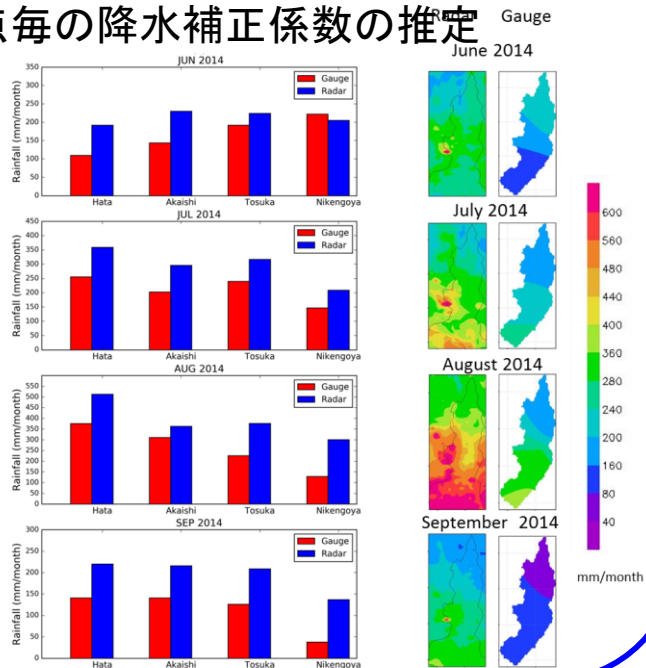 毎の降水補正係数の推定
Radar Gauge
JUN 2014
Rainfall (mm/month)
350
300
250
200
150
100
50
0
Gauge
Radar
Hata Akaishi Tosuka Nikengoya
JUL 2014
Rainfall (mm/month)
450
400
350
300
250
200
150
100
50
0
Gauge
Radar
Hata Akaishi Tosuka Nikengoya
AUG 2014
Rainfall (mm/month)
550
500
450
400
350
300
250
200
150
100
50
0
Gauge
Radar
Hata Akaishi Tosuka Nikengoya
SEP 2014
Rainfall (mm/month)
300
250
200
150
100
50
0
Gauge
Radar
Hata Akaishi Tosuka Nikengoya
June 2014
July 2014
August 2014
September 2014
600
560
480
440
400
360
280
240
200
160
80
40
mm/month